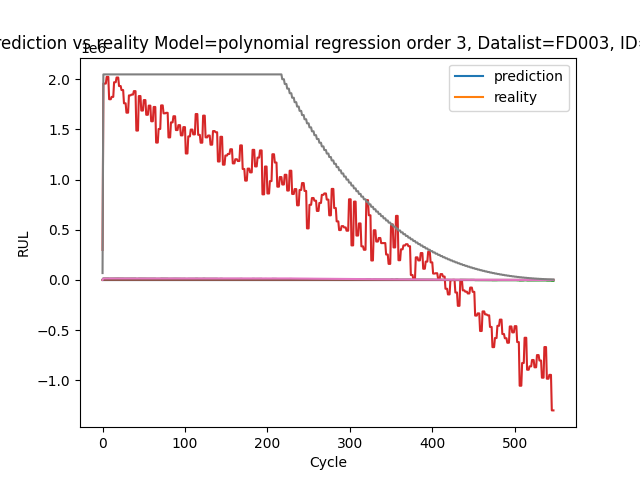 rediction vs reality Model=polynomial regression order 3, Datalist=FD003, ID=
1e6
prediction
reality
2.0
1.5
1.0
0.5
0.0
−0.5
−1.0
RUL
0 100 200 300 400 500
Cycle